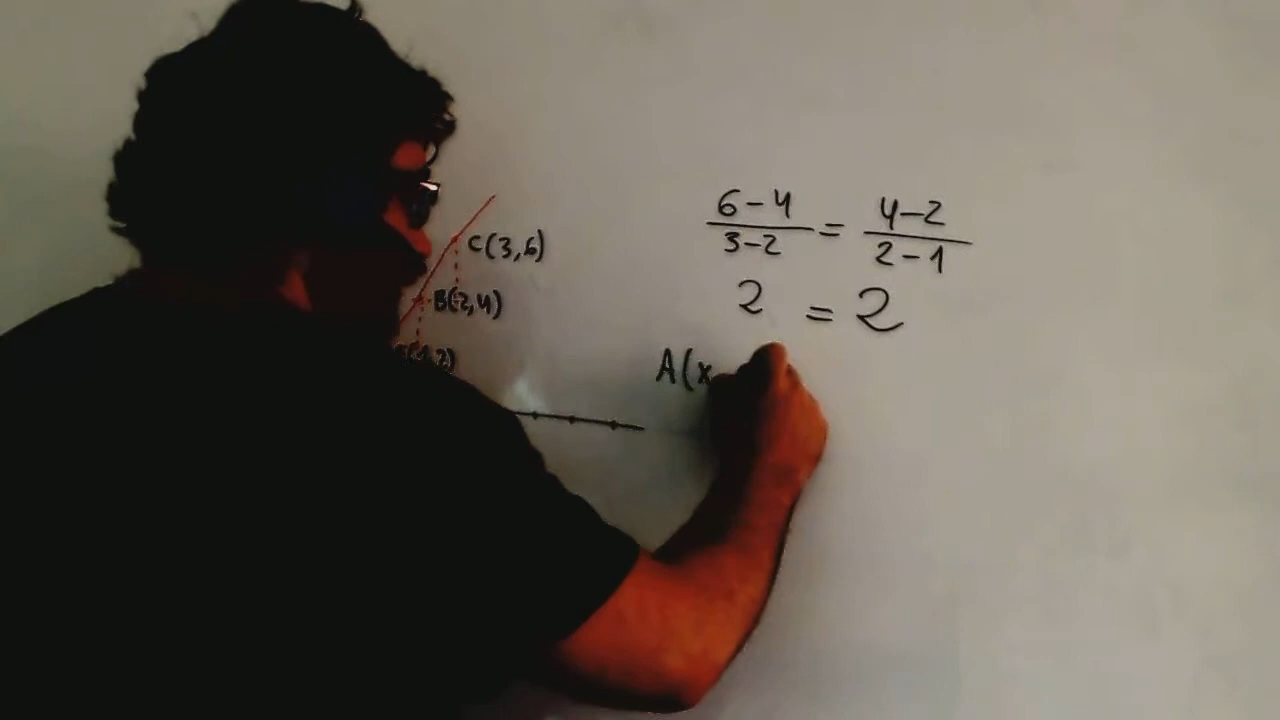 C(3,6)
B(2,4)
6-4 = 4-2
3-2 2-1
2 = 2
A(x